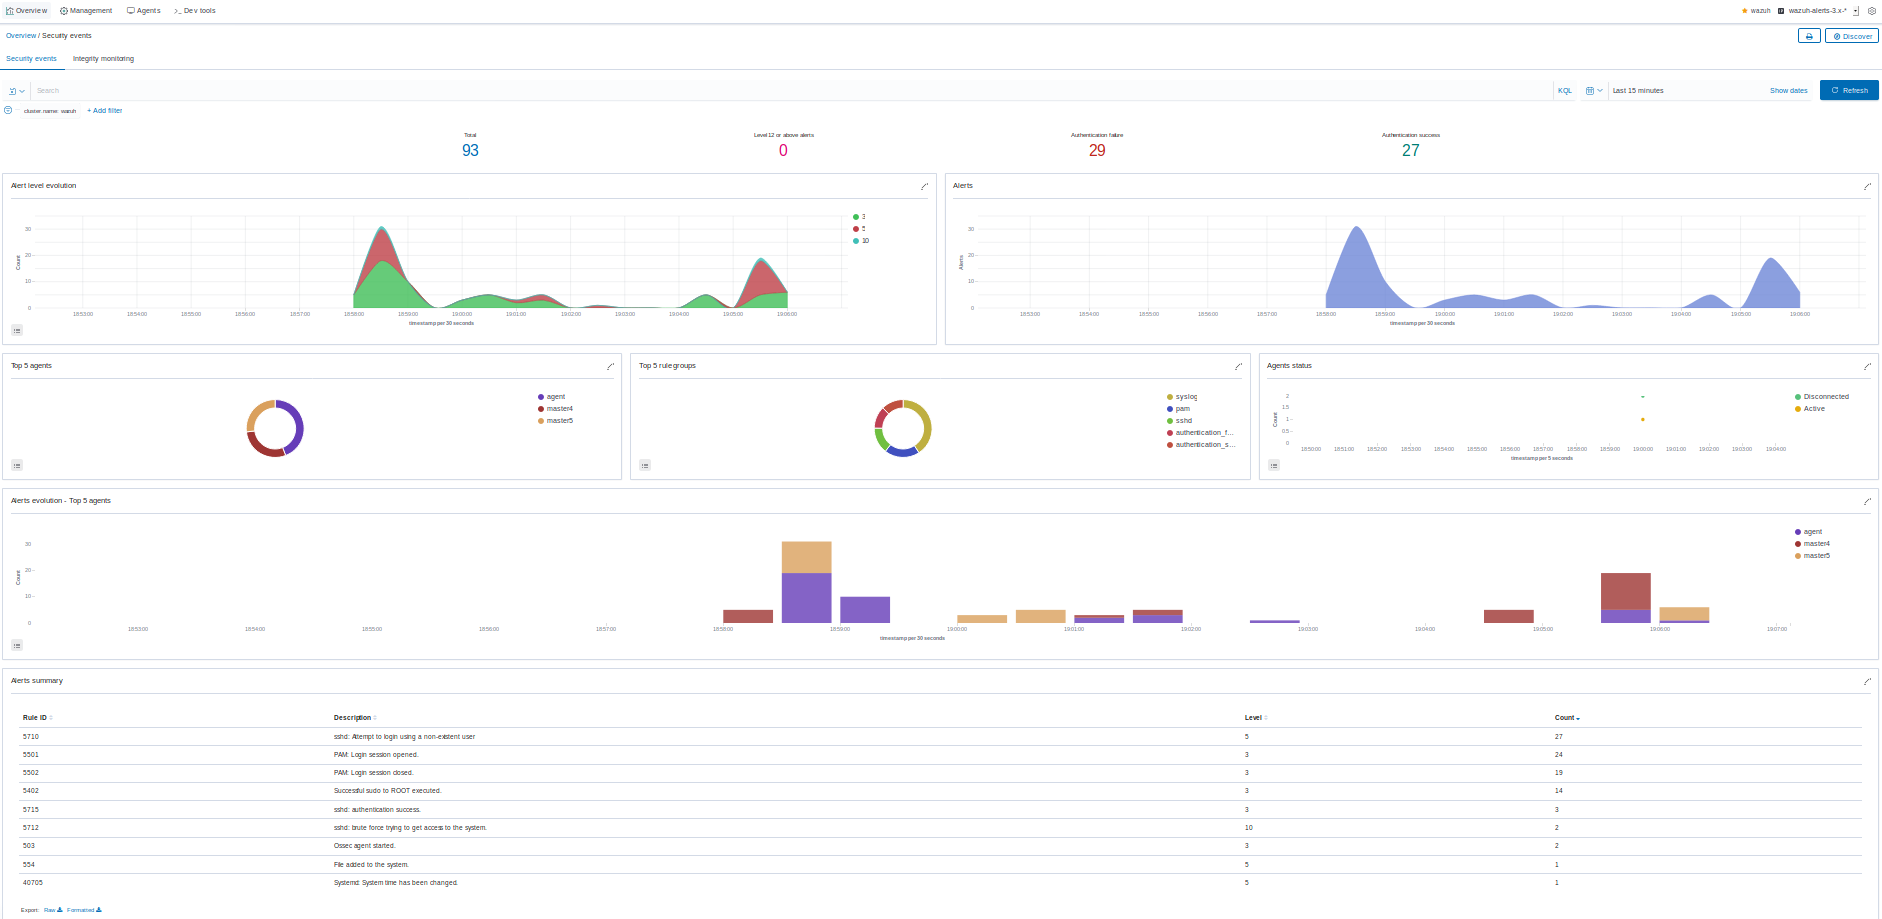 Overview Management Agents Dev tools wazuh wazuh-alerts-3.x-*
Overview / Security events Discover
Security events Integrity monitoring
Search KQL Last 15 minutes Show dates Refresh
cluster.name: wazuh + Add filter
Total Level 12 or above alerts Authentication failure Authentication success
93 0 29 27
Alert level evolution
3
5
10
30
20
10
0
Count
18:53:00 18:54:00 18:55:00 18:56:00 18:57:00 18:58:00 18:59:00 19:00:00 19:01:00 19:02:00 19:03:00 19:04:00 19:05:00 19:06:00
timestamp per 30 seconds
Alerts
30
20
10
0
Alerts
18:53:00 18:54:00 18:55:00 18:56:00 18:57:00 18:58:00 18:59:00 19:00:00 19:01:00 19:02:00 19:03:00 19:04:00 19:05:00 19:06:00
timestamp per 30 seconds
Top 5 agents
agent
master4
master5
Top 5 rule groups
syslog
pam
sshd
authentication_f...
authentication_s...
Agents status
2
1.5
1
0.5
0
Count
Disconnected
Active
18:50:00 18:51:00 18:52:00 18:53:00 18:54:00 18:55:00 18:56:00 18:57:00 18:58:00 18:59:00 19:00:00 19:01:00 19:02:00 19:03:00 19:04:00
timestamp per 5 seconds
Alerts evolution - Top 5 agents
agent
master4
master5
30
20
10
0
Count
18:53:00 18:54:00 18:55:00 18:56:00 18:57:00 18:58:00 18:59:00 19:00:00 19:01:00 19:02:00 19:03:00 19:04:00 19:05:00 19:06:00 19:07:00
timestamp per 30 seconds
Alerts summary
Rule ID Description Level Count
5710 sshd: Attempt to login using a non-existent user 5 27
5501 PAM: Login session opened. 3 24
5502 PAM: Login session closed. 3 19
5402 Successful sudo to ROOT executed. 3 14
5715 sshd: authentication success. 3 3
5712 sshd: brute force trying to get access to the system. 10 2
503 Ossec agent started. 3 2
554 File added to the system. 5 1
40705 Systemd: System time has been changed. 5 1
Export: Raw Formatted